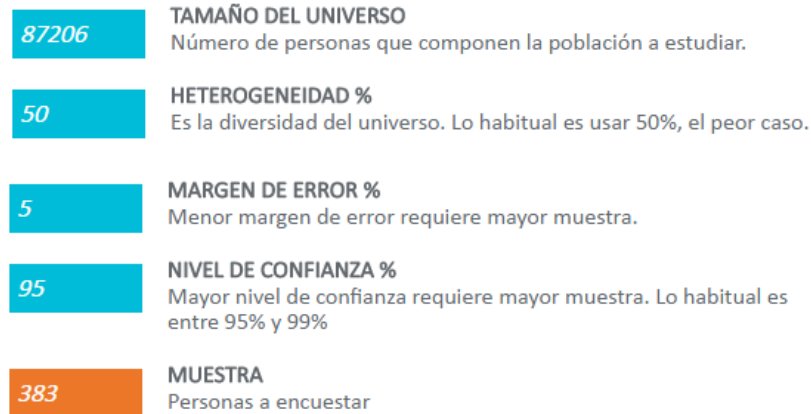 87206
TAMAÑO DEL UNIVERSO
Número de personas que componen la población a estudiar.
50
HETEROGENEIDAD %
Es la diversidad del universo. Lo habitual es usar 50%, el peor caso.
5
MARGEN DE ERROR %
Menor margen de error requiere mayor muestra.
95
NIVEL DE CONFIANZA %
Mayor nivel de confianza requiere mayor muestra. Lo habitual es
entre 95% y 99%
383
MUESTRA
Personas a encuestar